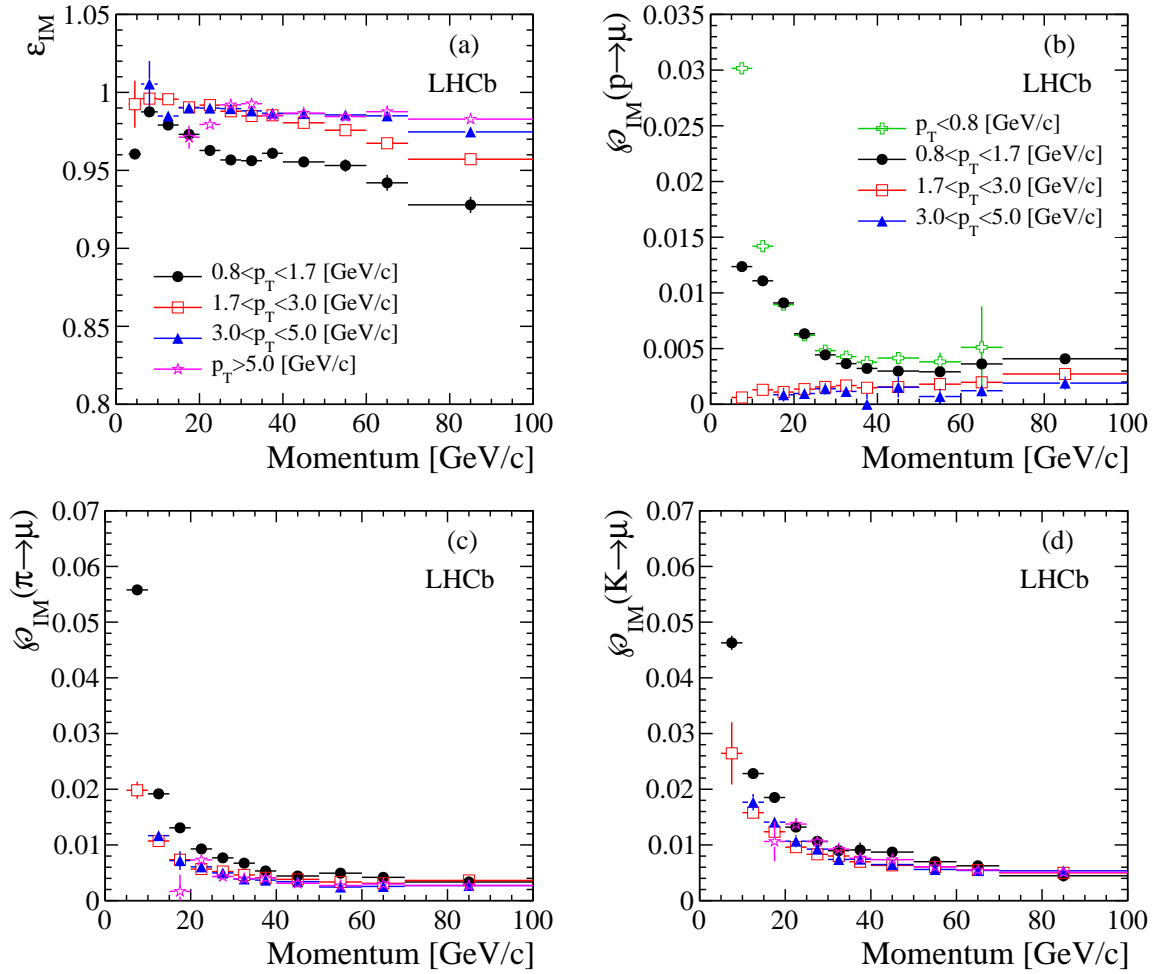 ε_IM
1.05
1
0.95
0.9
0.85
0.8
(a)
LHCb
0.8<p_T<1.7 [GeV/c]
1.7<p_T<3.0 [GeV/c]
3.0<p_T<5.0 [GeV/c]
p_T>5.0 [GeV/c]
0 20 40 60 80 100
Momentum [GeV/c]
℘_IM(p→μ)
0.035
0.03
0.025
0.02
0.015
0.01
0.005
0
(b)
LHCb
p_T<0.8 [GeV/c]
0.8<p_T<1.7 [GeV/c]
1.7<p_T<3.0 [GeV/c]
3.0<p_T<5.0 [GeV/c]
0 20 40 60 80 100
Momentum [GeV/c]
℘_IM(π→μ)
0.07
0.06
0.05
0.04
0.03
0.02
0.01
0
(c)
LHCb
0 20 40 60 80 100
Momentum [GeV/c]
℘_IM(K→μ)
0.07
0.06
0.05
0.04
0.03
0.02
0.01
0
(d)
LHCb
0 20 40 60 80 100
Momentum [GeV/c]